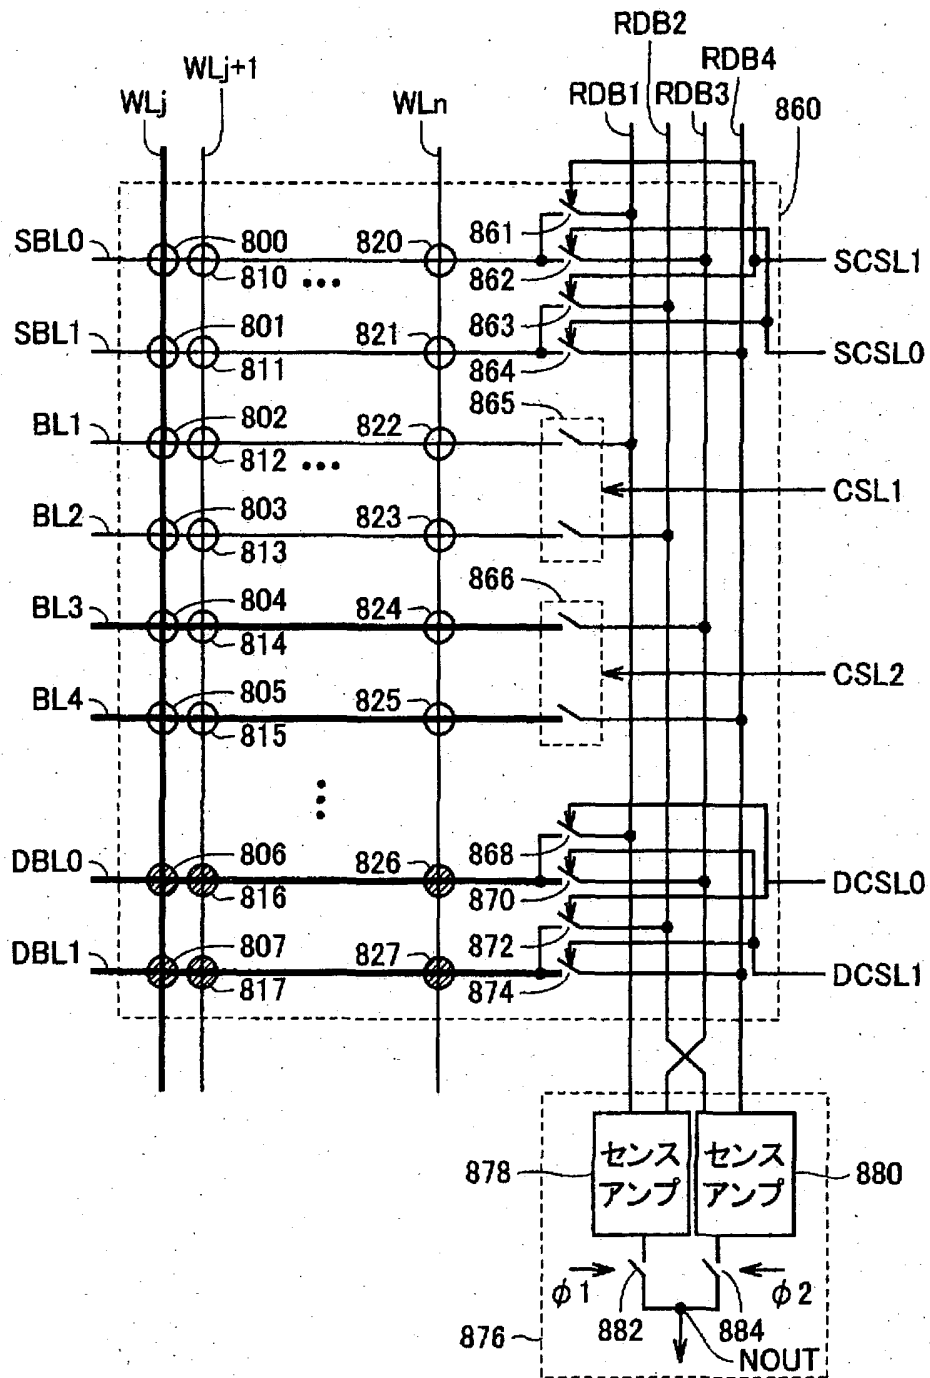 RDB2
WLj+1
RDB4
WLj
WLn
RDB1
RDB3
860
SBL0
800
820
861
810
...
862
SCSL1
SBL1
801
821
863
811
864
SCSL0
BL1
802
822
865
812
...
CSL1
BL2
803
823
813
866
BL3
804
824
814
CSL2
BL4
805
825
815
DBL0
806
826
868
816
870
DCSL0
872
DBL1
807
827
817
874
DCSL1
878
センス
アンプ
センス
アンプ
880
φ1
φ2
882
884
876
NOUT